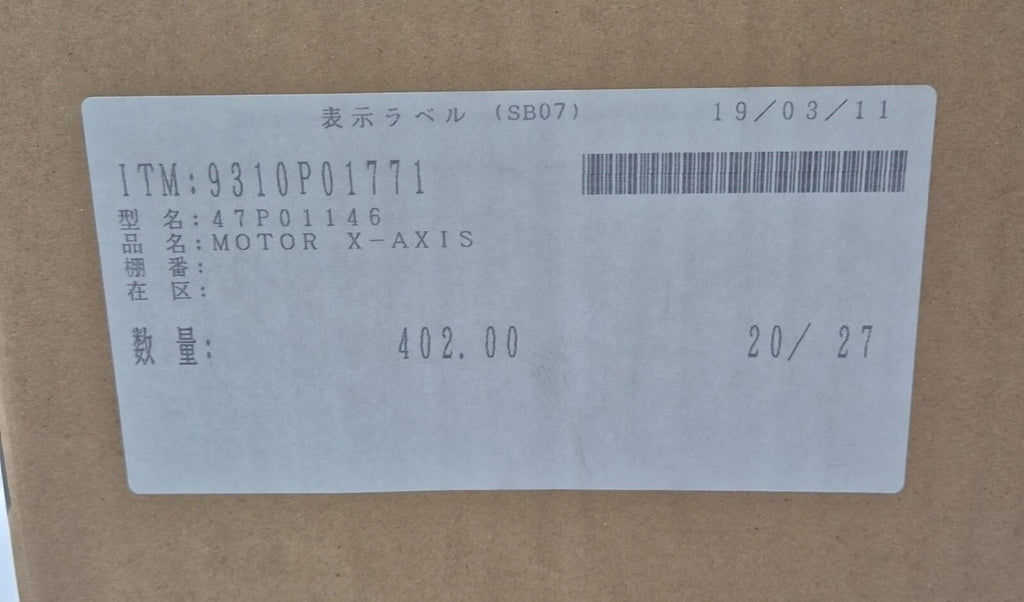 表示ラベル (SB07) 19/03/11
ITM:9310P01771
型 名:47P01146
品 名:MOTOR X-AXIS
棚 番:
在 区:
数 量: 402.00 20/ 27